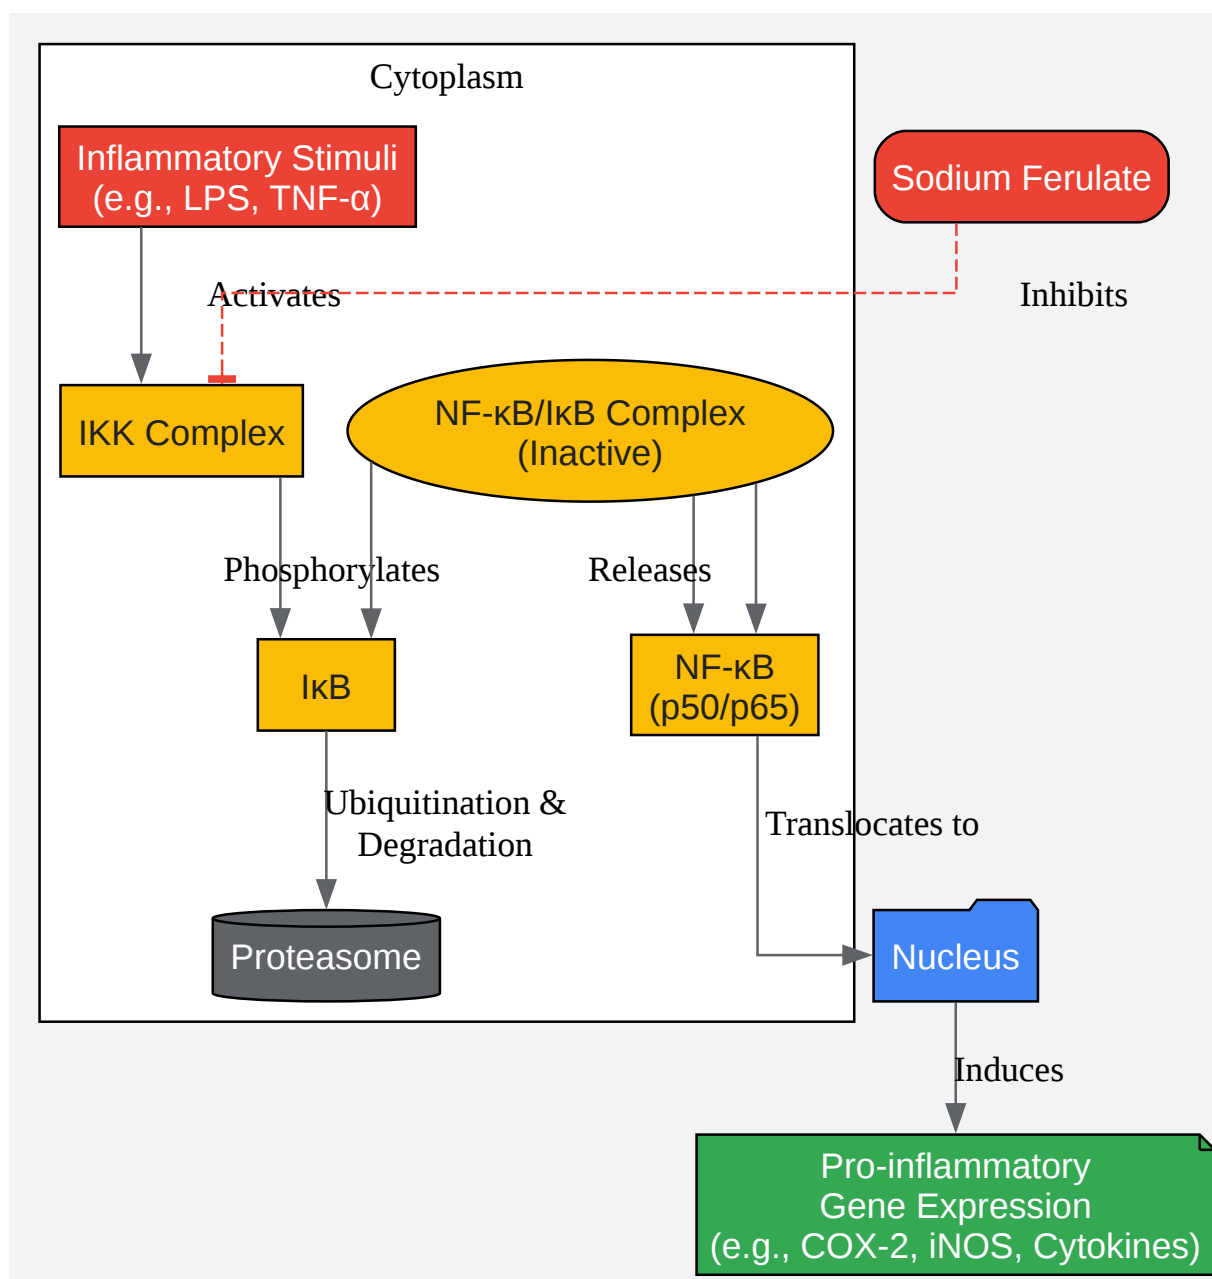 Cytoplasm
Inflammatory Stimuli
(e.g., LPS, TNF-α)
Sodium Ferulate
Activates
Inhibits
IKK Complex
NF-κB/IκB Complex
(Inactive)
Phosphorylates
Releases
IκB
NF-κB
(p50/p65)
Ubiquitination &
Degradation
Translocates to
Proteasome
Nucleus
Induces
Pro-inflammatory
Gene Expression
(e.g., COX-2, iNOS, Cytokines)